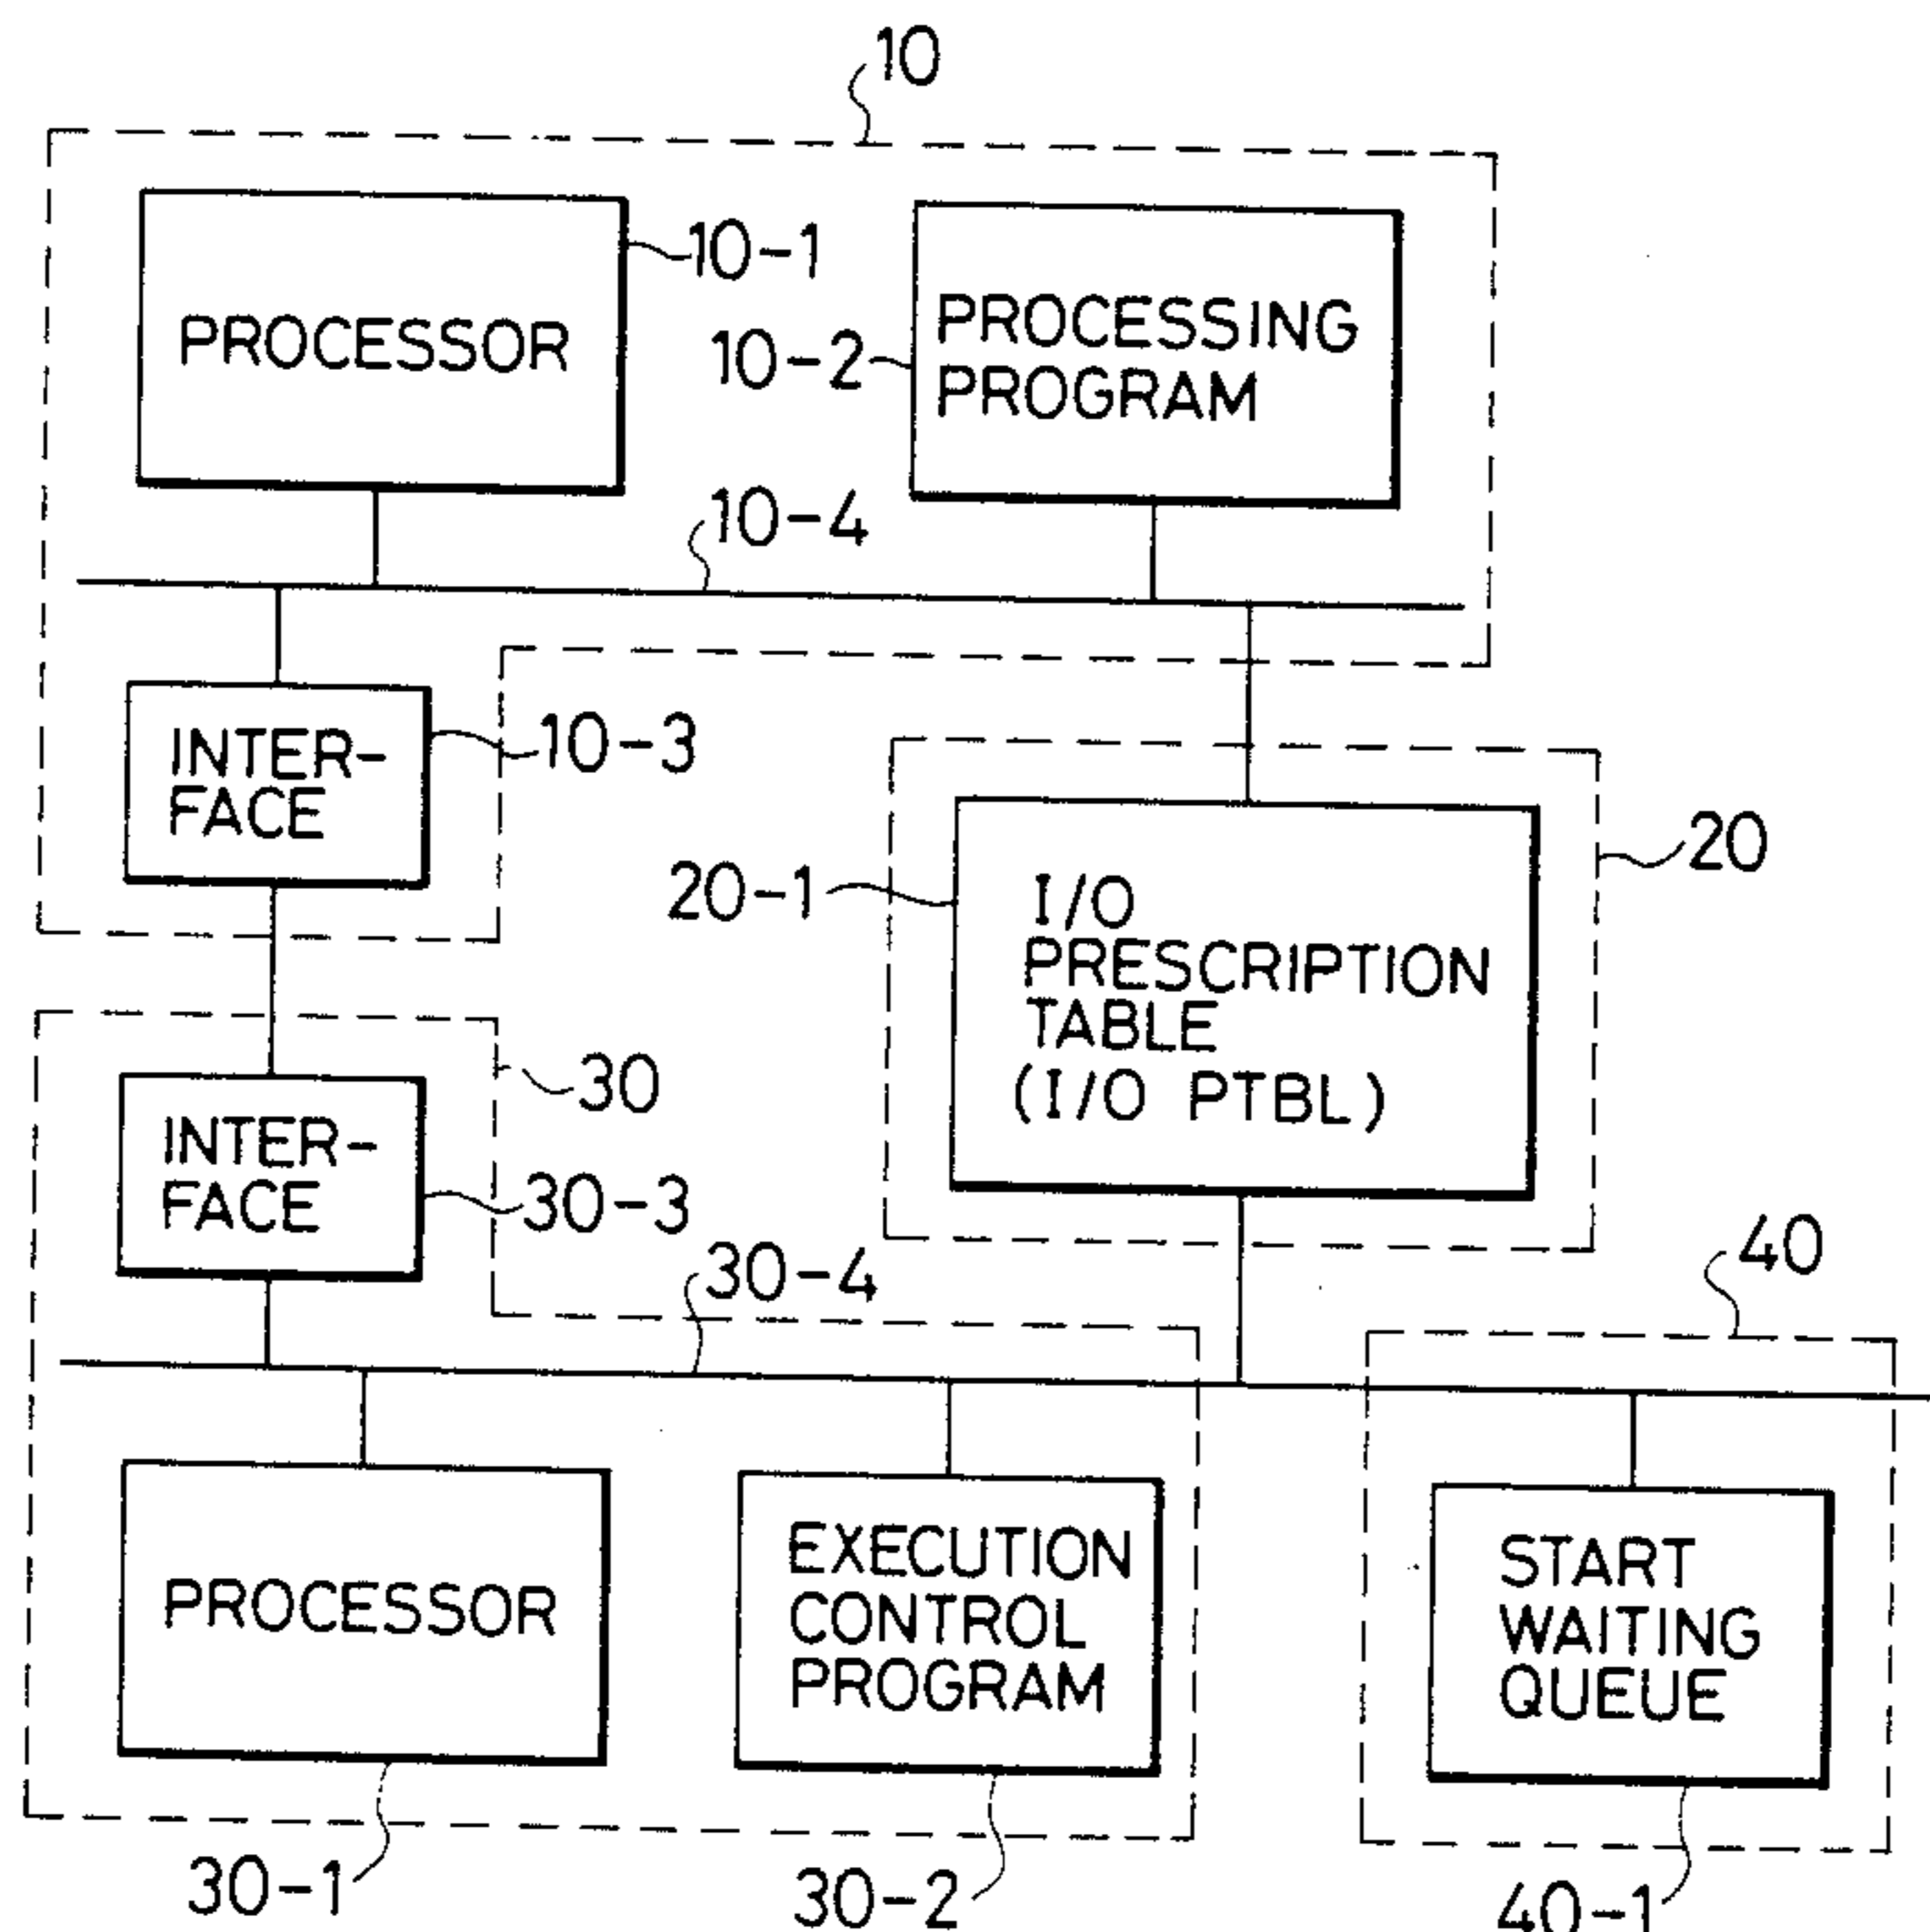 10
PROCESSOR
10-1
10-2
PROCESSING
PROGRAM
10-4
INTER-
FACE
10-3
20
20-1
I/O
PRESCRIPTION
TABLE
(I/O PTBL)
30
INTER-
FACE
30-3
30-4
40
PROCESSOR
EXECUTION
CONTROL
PROGRAM
START
WAITING
QUEUE
30-1
30-2
40-1